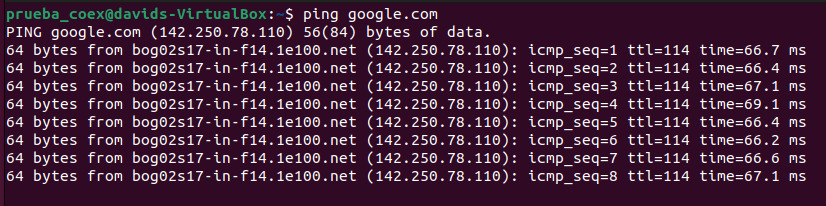 prueba_coex@davids-VirtualBox:~$ ping google.com
PING google.com (142.250.78.110) 56(84) bytes of data.
64 bytes from bog02s17-in-f14.1e100.net (142.250.78.110): icmp_seq=1 ttl=114 time=66.7 ms
64 bytes from bog02s17-in-f14.1e100.net (142.250.78.110): icmp_seq=2 ttl=114 time=66.4 ms
64 bytes from bog02s17-in-f14.1e100.net (142.250.78.110): icmp_seq=3 ttl=114 time=67.1 ms
64 bytes from bog02s17-in-f14.1e100.net (142.250.78.110): icmp_seq=4 ttl=114 time=69.1 ms
64 bytes from bog02s17-in-f14.1e100.net (142.250.78.110): icmp_seq=5 ttl=114 time=66.4 ms
64 bytes from bog02s17-in-f14.1e100.net (142.250.78.110): icmp_seq=6 ttl=114 time=66.2 ms
64 bytes from bog02s17-in-f14.1e100.net (142.250.78.110): icmp_seq=7 ttl=114 time=66.6 ms
64 bytes from bog02s17-in-f14.1e100.net (142.250.78.110): icmp_seq=8 ttl=114 time=67.1 ms